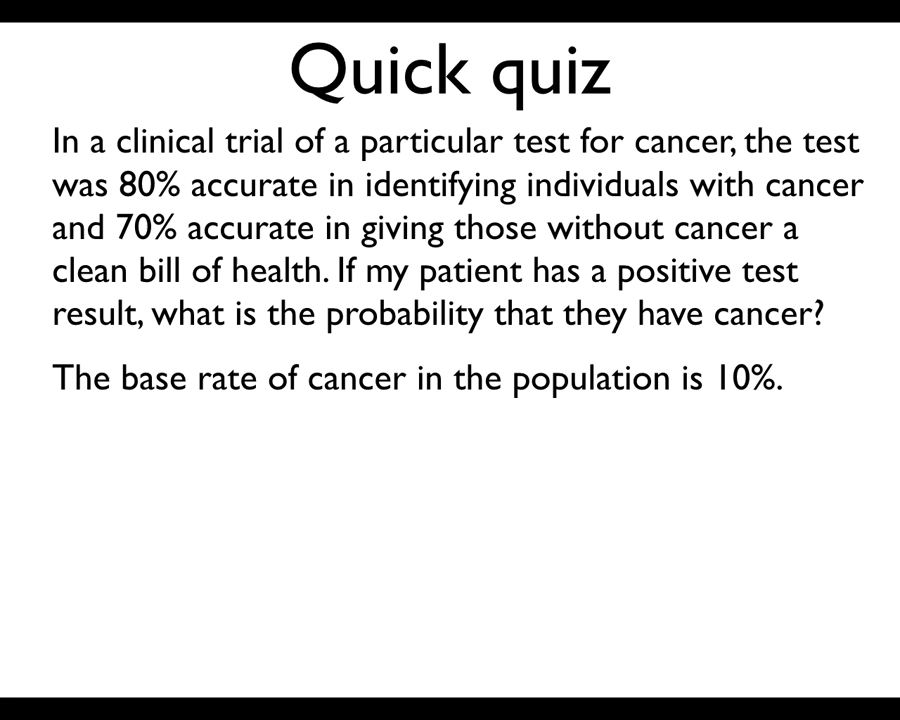 Quick quiz
In a clinical trial of a particular test for cancer, the test
was 80% accurate in identifying individuals with cancer
and 70% accurate in giving those without cancer a
clean bill of health. If my patient has a positive test
result, what is the probability that they have cancer?
The base rate of cancer in the population is 10%.